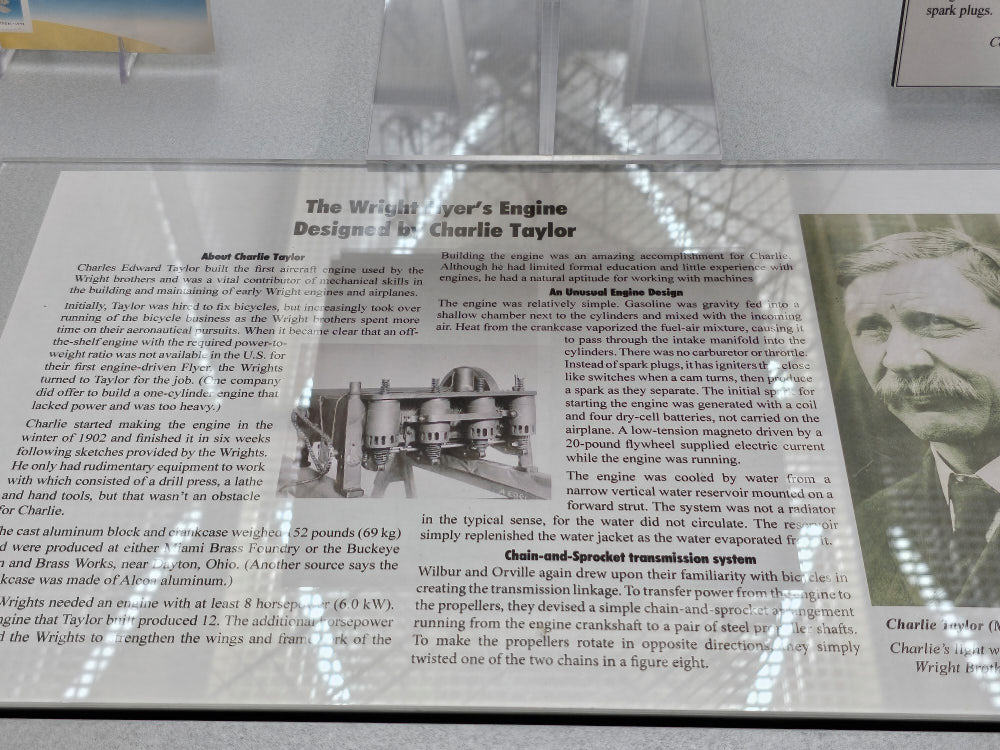 spark plugs.
The Wright yer's Engine
Designed by Charlie Taylor
About Charlie Taylor
Charles Edward Taylor built the first aircraft engine used by the
Wright brothers and was a vital contributor of mechanical skills in
the building and maintaining of early Wright engines and airplanes.
Initially, Taylor was hired to fix bicycles, but increasingly took over
running of the bicycle business as the Wright brothers spent more
time on their aeronautical pursuits. When it became clear that an off-
the-shelf engine with the required power-to-
weight ratio was not available in the U.S. for
their first engine-driven Flyer, the Wrights
turned to Taylor for the job. (One company
did offer to build a one-cylinder engine that
lacked power and was too heavy.)
Charlie started making the engine in the
winter of 1902 and finished it in six weeks
following sketches provided by the Wrights.
He only had rudimentary equipment to work
with which consisted of a drill press, a lathe
and hand tools, but that wasn't an obstacle
for Charlie.
he cast aluminum block and crankcase weighed 52 pounds (69 kg)
d were produced at either Miami Brass Foundry or the Buckeye
n and Brass Works, near Dayton, Ohio. (Another source says the
kcase was made of Alcoa aluminum.)
Wrights needed an engine with at least 8 horsepower (6.0 kW).
gine that Taylor built produced 12. The additional horsepower
d the Wrights to strengthen the wings and framework of the
Building the engine was an amazing accomplishment for Charlie.
Although he had limited formal education and little experience with
engines, he had a natural aptitude for working with machines
An Unusual Engine Design
The engine was relatively simple. Gasoline was gravity fed into a
shallow chamber next to the cylinders and mixed with the incoming
air. Heat from the crankcase vaporized the fuel-air mixture, causing it
to pass through the intake manifold into the
cylinders. There was no carburetor or throttle.
Instead of spark plugs, it has igniters th close
like switches when a cam turns, then produce
a spark as they separate. The initial spark for
starting the engine was generated with a coil
and four dry-cell batteries, not carried on the
airplane. A low-tension magneto driven by a
20-pound flywheel supplied electric current
while the engine was running.
The engine was cooled by water from a
narrow vertical water reservoir mounted on a
forward strut. The system was not a radiator
in the typical sense, for the water did not circulate. The reservoir
simply replenished the water jacket as the water evaporated fr it.
Chain-and-Sprocket transmission system
Wilbur and Orville again drew upon their familiarity with bicycles in
creating the transmission linkage. To transfer power from the engine to
the propellers, they devised a simple chain-and-sprocket arrangement
running from the engine crankshaft to a pair of steel propeller shafts.
To make the propellers rotate in opposite directions, they simply
twisted one of the two chains in a figure eight.
Charlie Taylor (M
Charlie's light w
Wright Broth